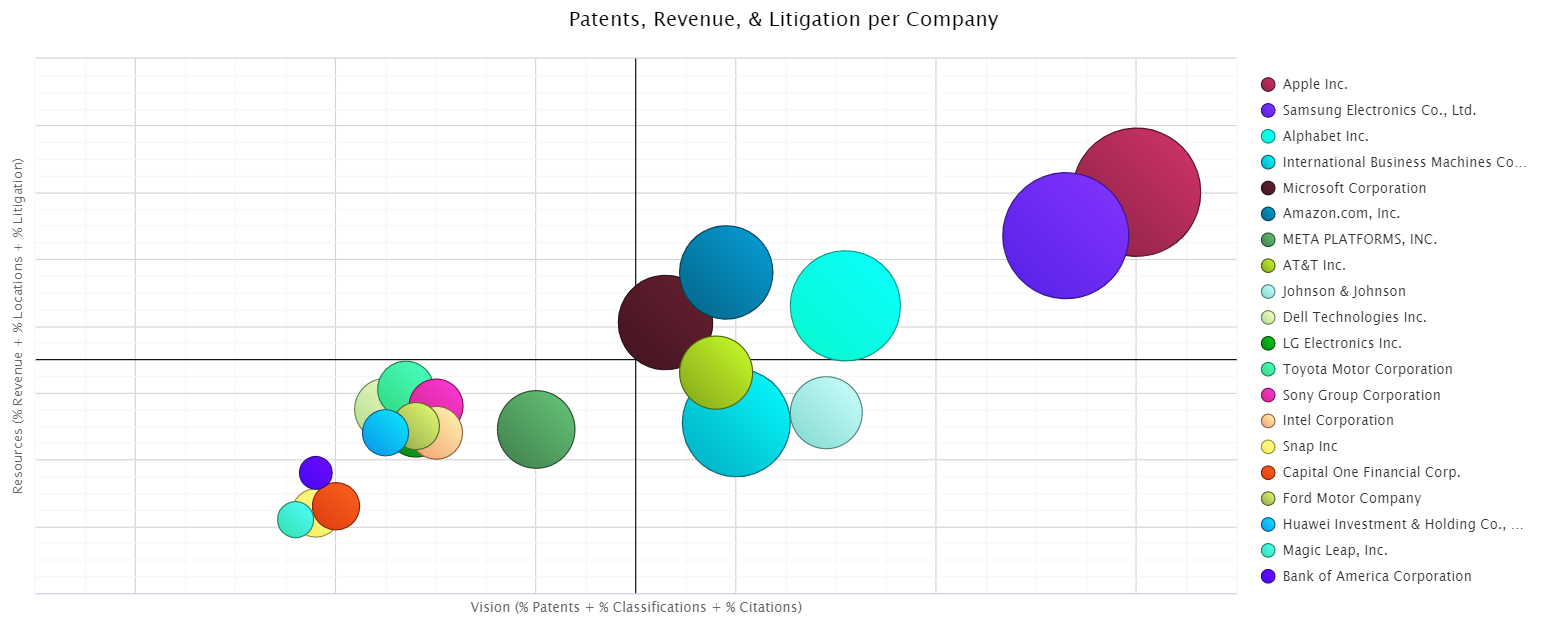 Patents, Revenue, & Litigation per Company
Resources (% Revenue + % Locations + % Litigation)
Vision (% Patents + % Classifications + % Citations)
Apple Inc.
Samsung Electronics Co., Ltd.
Alphabet Inc.
International Business Machines Co...
Microsoft Corporation
Amazon.com, Inc.
META PLATFORMS, INC.
AT&T Inc.
Johnson & Johnson
Dell Technologies Inc.
LG Electronics Inc.
Toyota Motor Corporation
Sony Group Corporation
Intel Corporation
Snap Inc
Capital One Financial Corp.
Ford Motor Company
Huawei Investment & Holding Co., ...
Magic Leap, Inc.
Bank of America Corporation